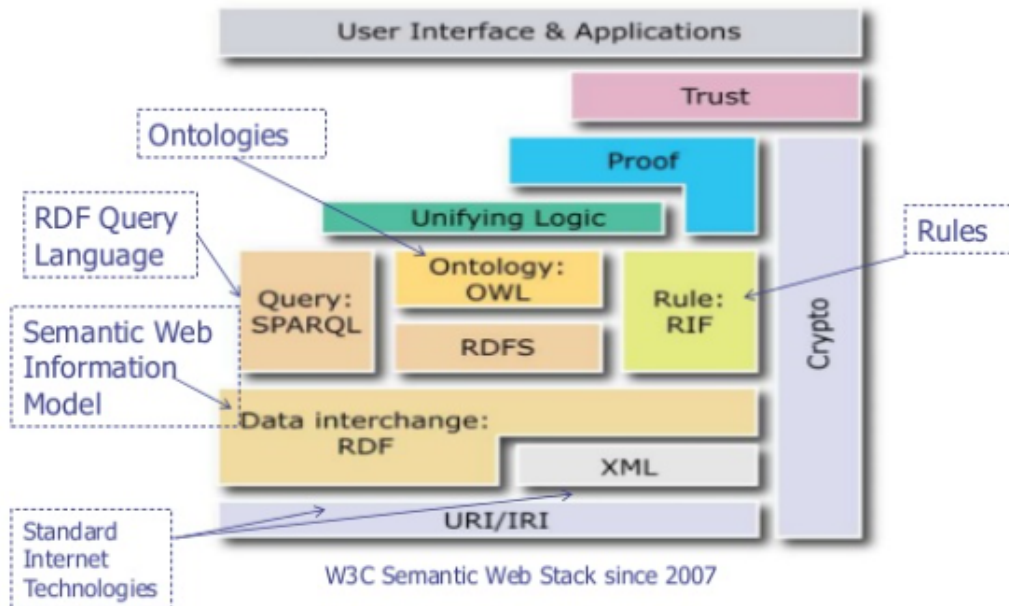 User Interface & Applications
Trust
Ontologies
Proof
Unifying Logic
RDF Query
Language
Rules
Query:
SPARQL
Ontology:
OWL
RDFS
Rule:
RIF
Crypto
Semantic Web
Information
Model
Data interchange:
RDF
XML
URI/IRI
Standard
Internet
Technologies
W3C Semantic Web Stack since 2007